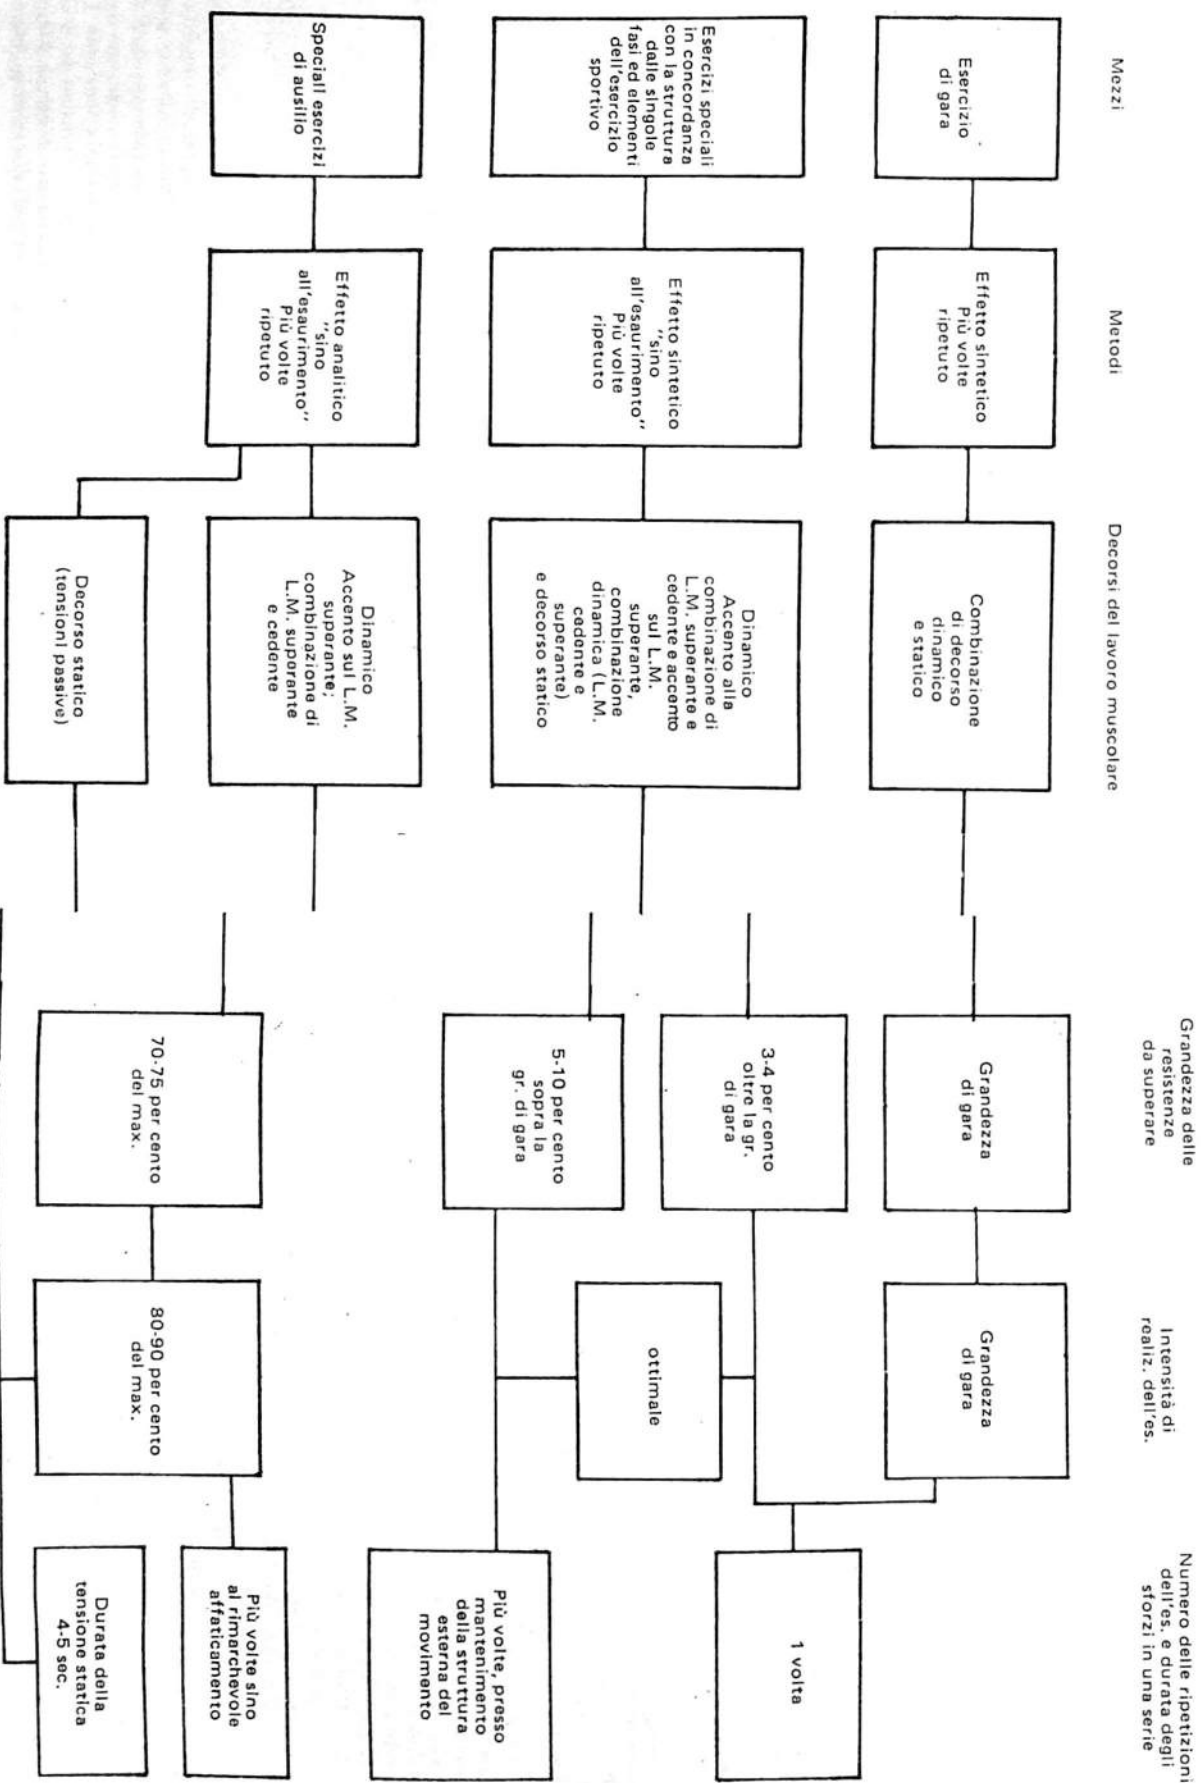 Mezzi
Metodi
Decorsi del lavoro muscolare
Grandezza delle
resistenze
da superare
Intensità di
realiz. dell'es.
Numero delle ripetizioni
dell'es. e durata degli
sforzi in una serie
Esercizio
di gara
Effetto sintetico
Più volte
ripetuto
Combinazione
di decorso
dinamico
e statico
Grandezza
di gara
Grandezza
di gara
1 volta
Esercizi speciali
in concordanza
con la struttura
dalle singole
fasi ed elementi
dell'esercizio
sportivo
Effetto sintetico
"sino
all'esaurimento"
Più volte
ripetuto
Dinamico
Accento alla
combinazione di
L.M. superante e
cedente e accento
sul L.M.
superante,
combinazione
dinamica (L.M.
cedente e
superante)
e decorso statico
3-4 per cento
oltre la gr.
di gara
5-10 per cento
sopra la
gr. di gara
ottimale
Più volte, presso
mantenimento
della struttura
esterna del
movimento
Speciali esercizi
di ausilio
Effetto analitico
"sino
all'esaurimento"
Più volte
ripetuto
Dinamico
Accento sul L.M.
superante;
combinazione di
L.M. superante
e cedente
Decorso statico
(tensioni passive)
70-75 per cento
del max.
80-90 per cento
del max.
Più volte sino
al rimarchevole
affaticamento
Durata della
tensione statica
4-5 sec.